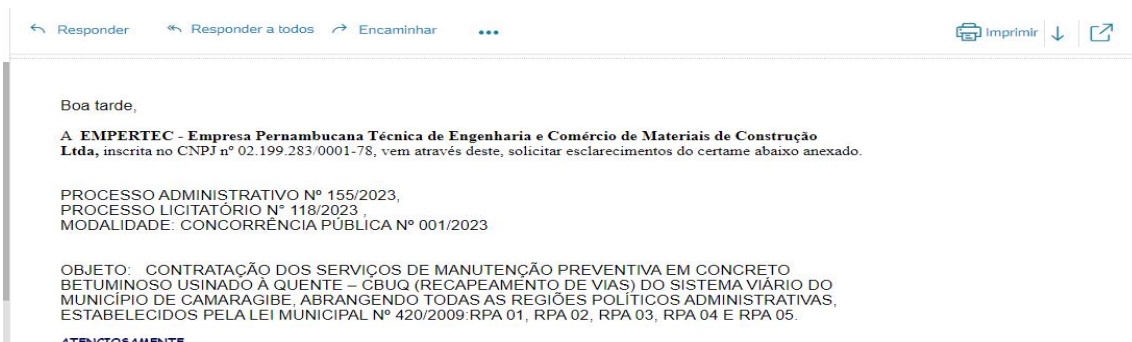 Responder Responder a todos Encaminhar ... Imprimir
Boa tarde,
A EMPERTEC - Empresa Pernambucana Técnica de Engenharia e Comércio de Materiais de Construção
Ltda, inscrita no CNPJ nº 02.199.283/0001-78, vem através deste, solicitar esclarecimentos do certame abaixo anexado.
PROCESSO ADMINISTRATIVO Nº 155/2023,
PROCESSO LICITATÓRIO N° 118/2023 ,
MODALIDADE: CONCORRÊNCIA PÚBLICA Nº 001/2023
OBJETO: CONTRATAÇÃO DOS SERVIÇOS DE MANUTENÇÃO PREVENTIVA EM CONCRETO
BETUMINOSO USINADO À QUENTE – CBUQ (RECAPEAMENTO DE VIAS) DO SISTEMA VIÁRIO DO
MUNICÍPIO DE CAMARAGIBE, ABRANGENDO TODAS AS REGIÕES POLÍTICOS ADMINISTRATIVAS,
ESTABELECIDOS PELA LEI MUNICIPAL Nº 420/2009:RPA 01, RPA 02, RPA 03, RPA 04 E RPA 05.
ATENCIOSAMENTE